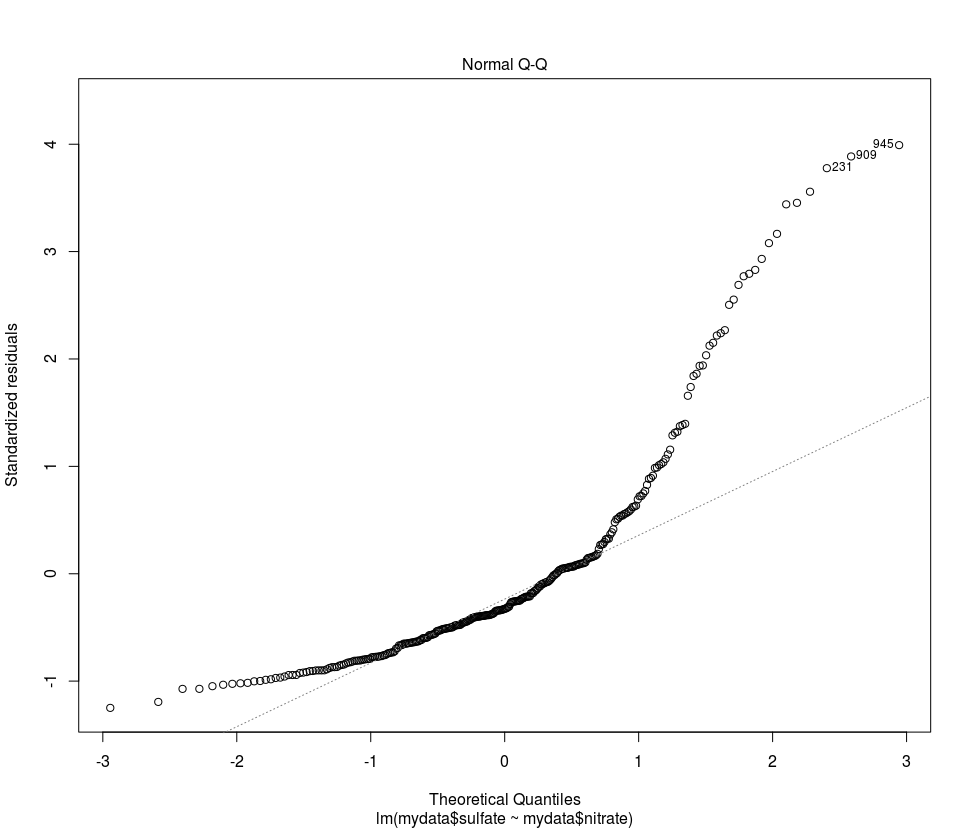 Normal Q-Q
Standardized residuals
4
3
2
1
0
-1
945
909
231
-3 -2 -1 0 1 2 3
Theoretical Quantiles
lm(mydata$sulfate ~ mydata$nitrate)